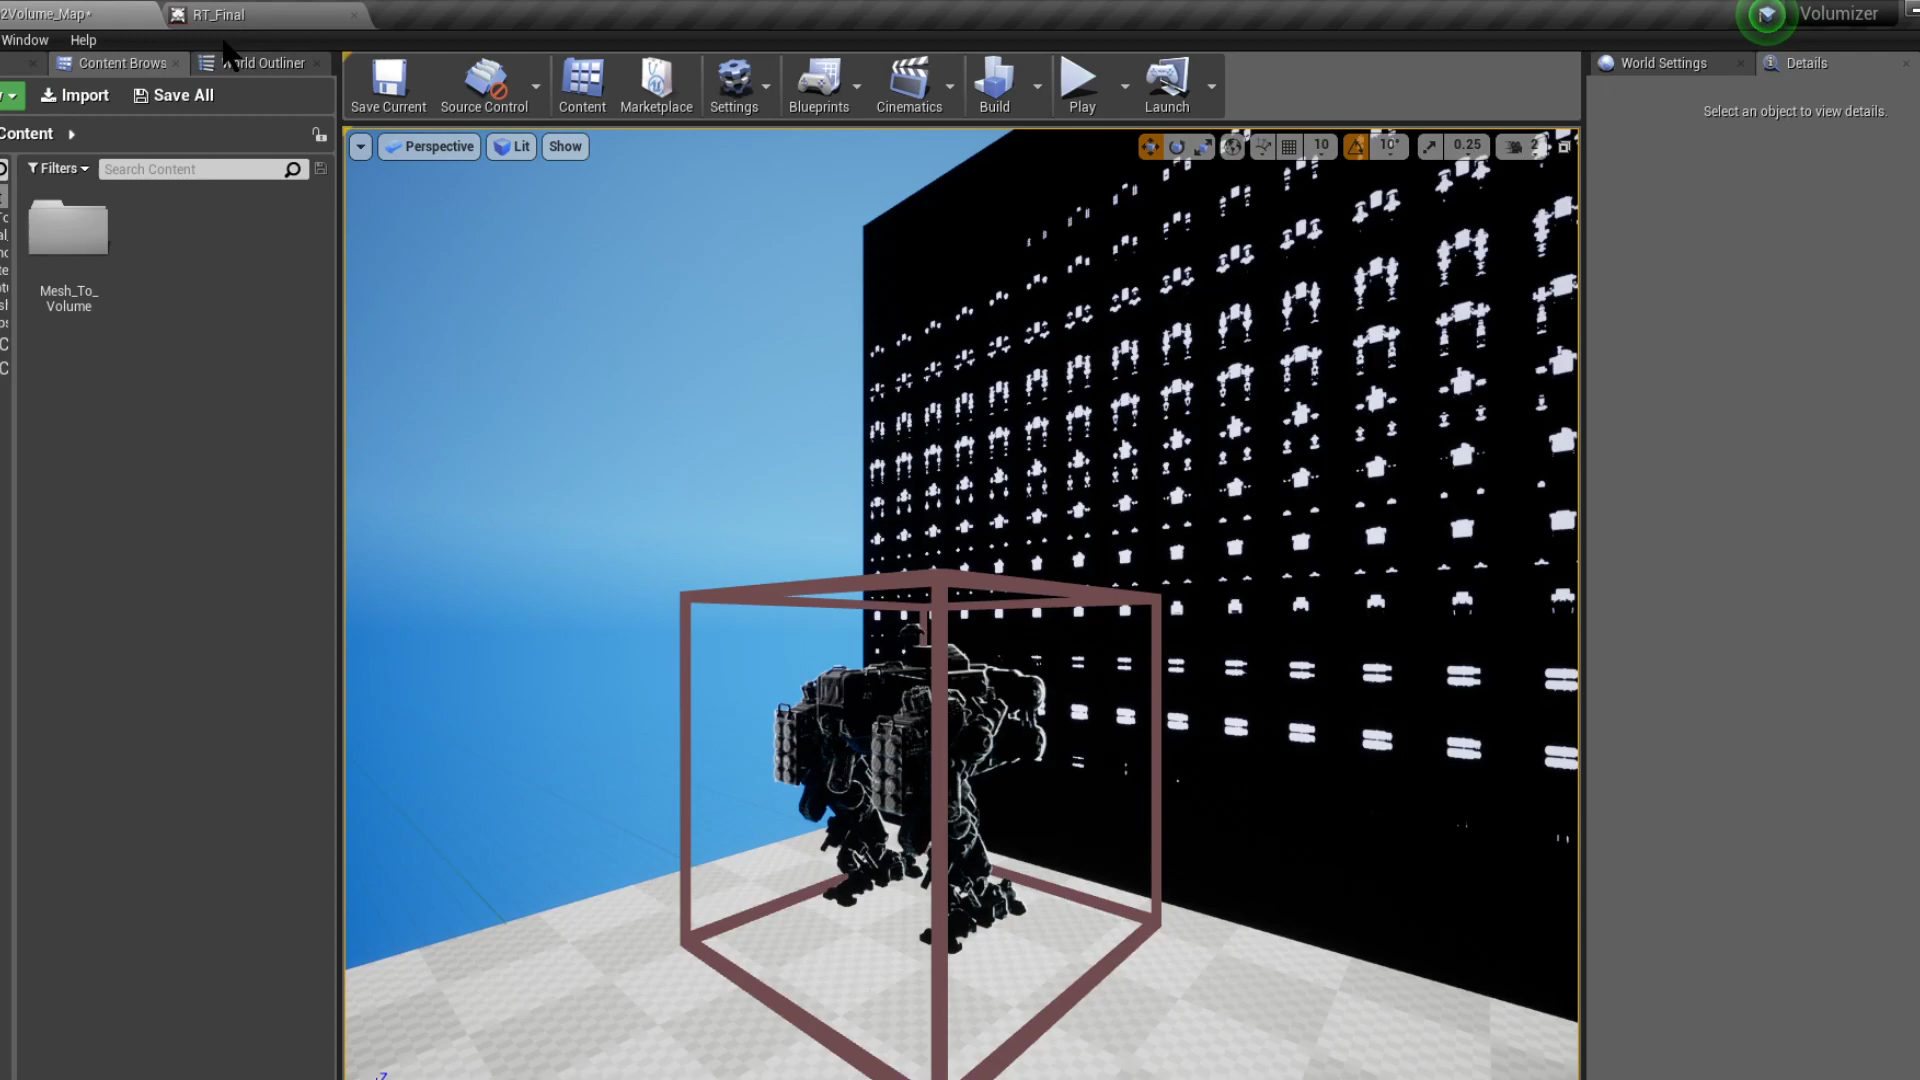 2Volume_Map*
RT_Final
Volumizer
Window Help
Content Brows
World Outliner
World Settings
Details
Import
Save All
Save Current
Source Control
Content
Marketplace
Settings
Blueprints
Cinematics
Build
Play
Launch
Select an object to view details.
Content
Perspective
Lit
Show
10
10°
0.25
2
Filters
Search Content
Mesh_To_
Volume
Z